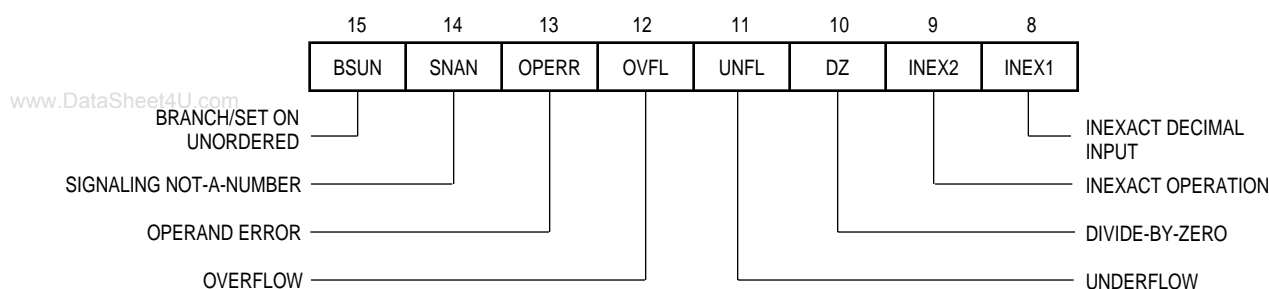 15 14 13 12 11 10 9 8
BSUN SNAN OPERR OVFL UNFL DZ INEX2 INEX1
www.DataSheet4U.com
BRANCH/SET ON
UNORDERED
INEXACT DECIMAL
INPUT
SIGNALING NOT-A-NUMBER
INEXACT OPERATION
OPERAND ERROR
DIVIDE-BY-ZERO
OVERFLOW
UNDERFLOW